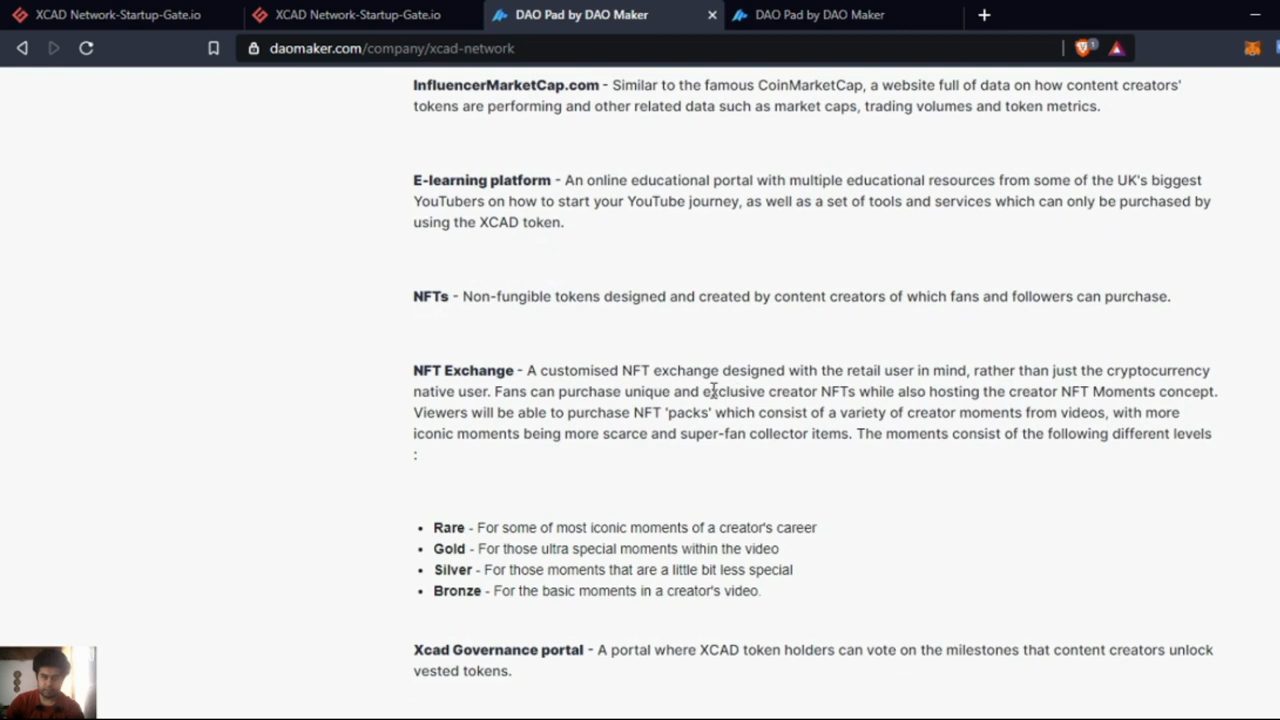 XCAD Network-Startup-Gate.io
XCAD Network-Startup-Gate.io
DAO Pad by DAO Maker
DAO Pad by DAO Maker
daomaker.com/company/xcad-network
1
InfluencerMarketCap.com - Similar to the famous CoinMarketCap, a website full of data on how content creators'
tokens are performing and other related data such as market caps, trading volumes and token metrics.
E-learning platform - An online educational portal with multiple educational resources from some of the UK's biggest
YouTubers on how to start your YouTube journey, as well as a set of tools and services which can only be purchased by
using the XCAD token.
NFTs - Non-fungible tokens designed and created by content creators of which fans and followers can purchase.
NFT Exchange - A customised NFT exchange designed with the retail user in mind, rather than just the cryptocurrency
native user. Fans can purchase unique and exclusive creator NFTs while also hosting the creator NFT Moments concept.
Viewers will be able to purchase NFT 'packs' which consist of a variety of creator moments from videos, with more
iconic moments being more scarce and super-fan collector items. The moments consist of the following different levels
:
• Rare - For some of most iconic moments of a creator's career
• Gold - For those ultra special moments within the video
• Silver - For those moments that are a little bit less special
• Bronze - For the basic moments in a creator's video.
Xcad Governance portal - A portal where XCAD token holders can vote on the milestones that content creators unlock
vested tokens.